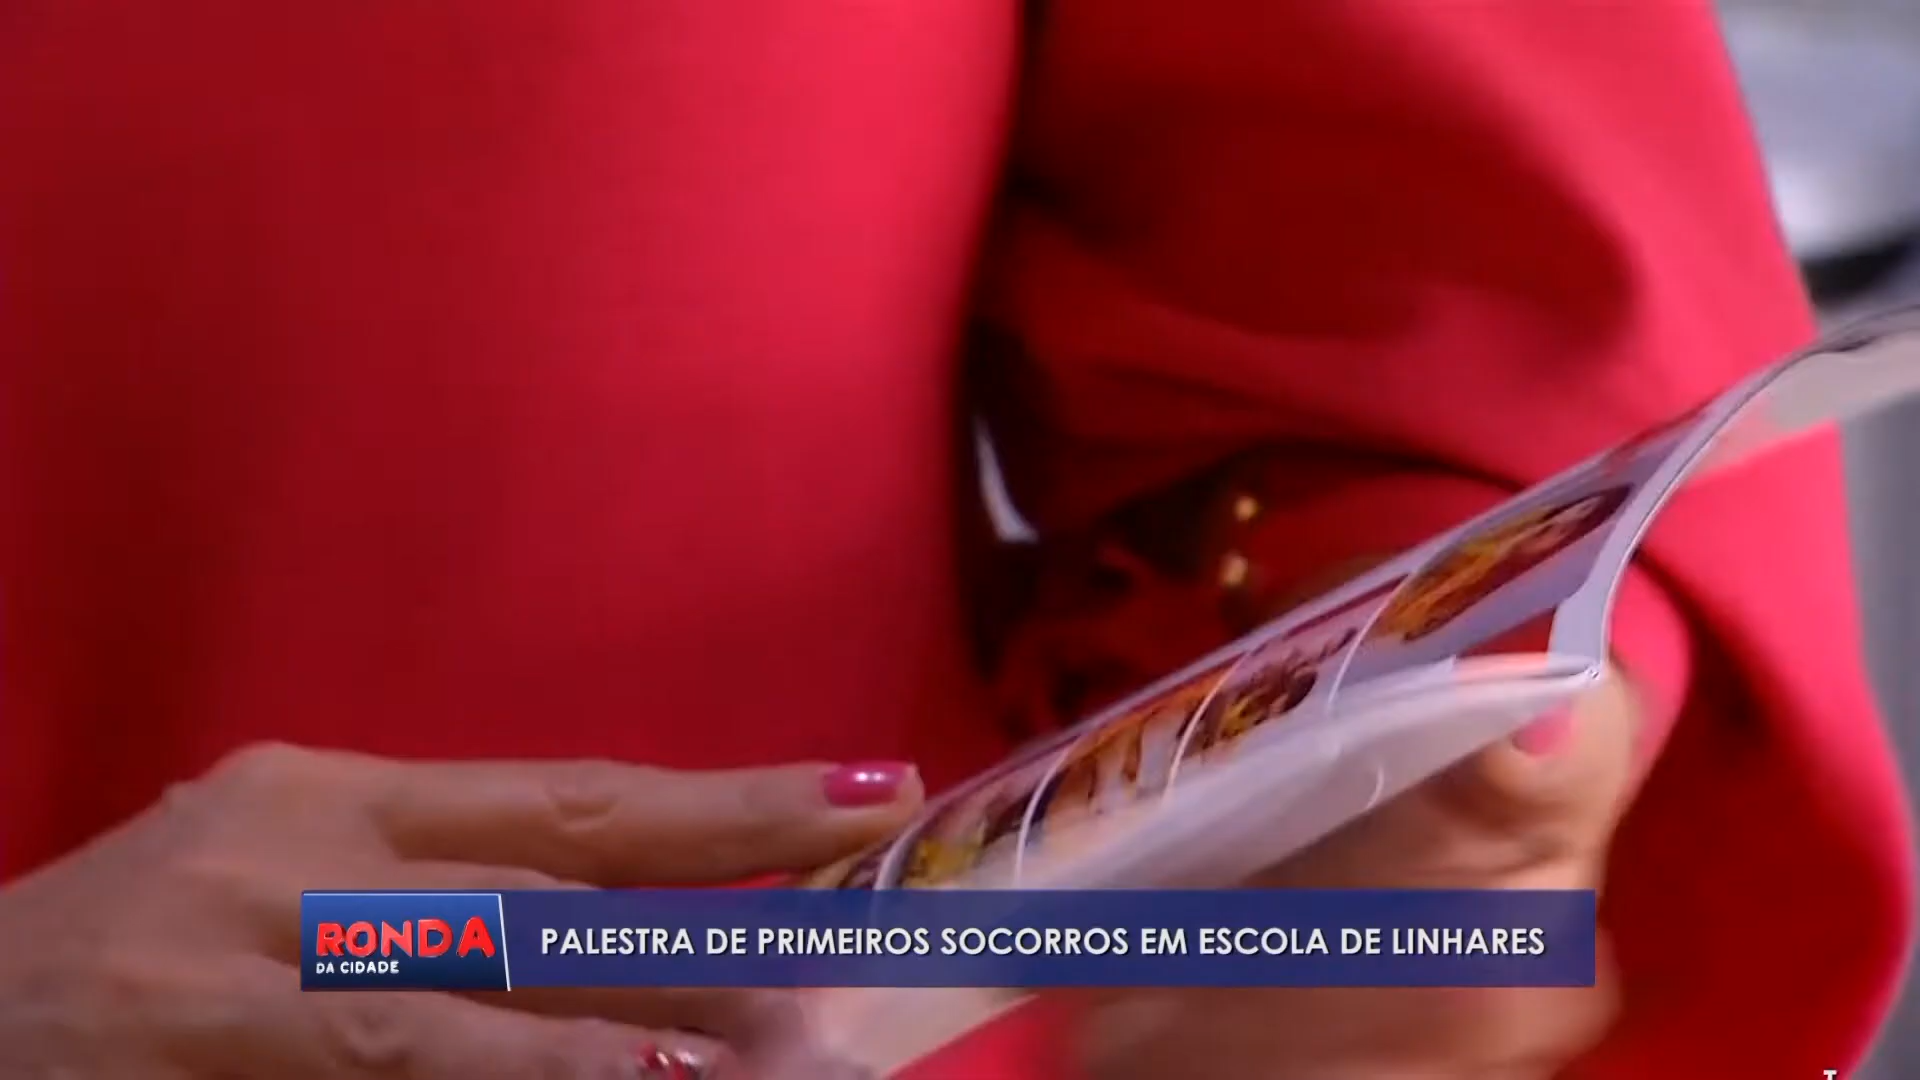 RONDA
DA CIDADE
PALESTRA DE PRIMEIROS SOCORROS EM ESCOLA DE LINHARES
T